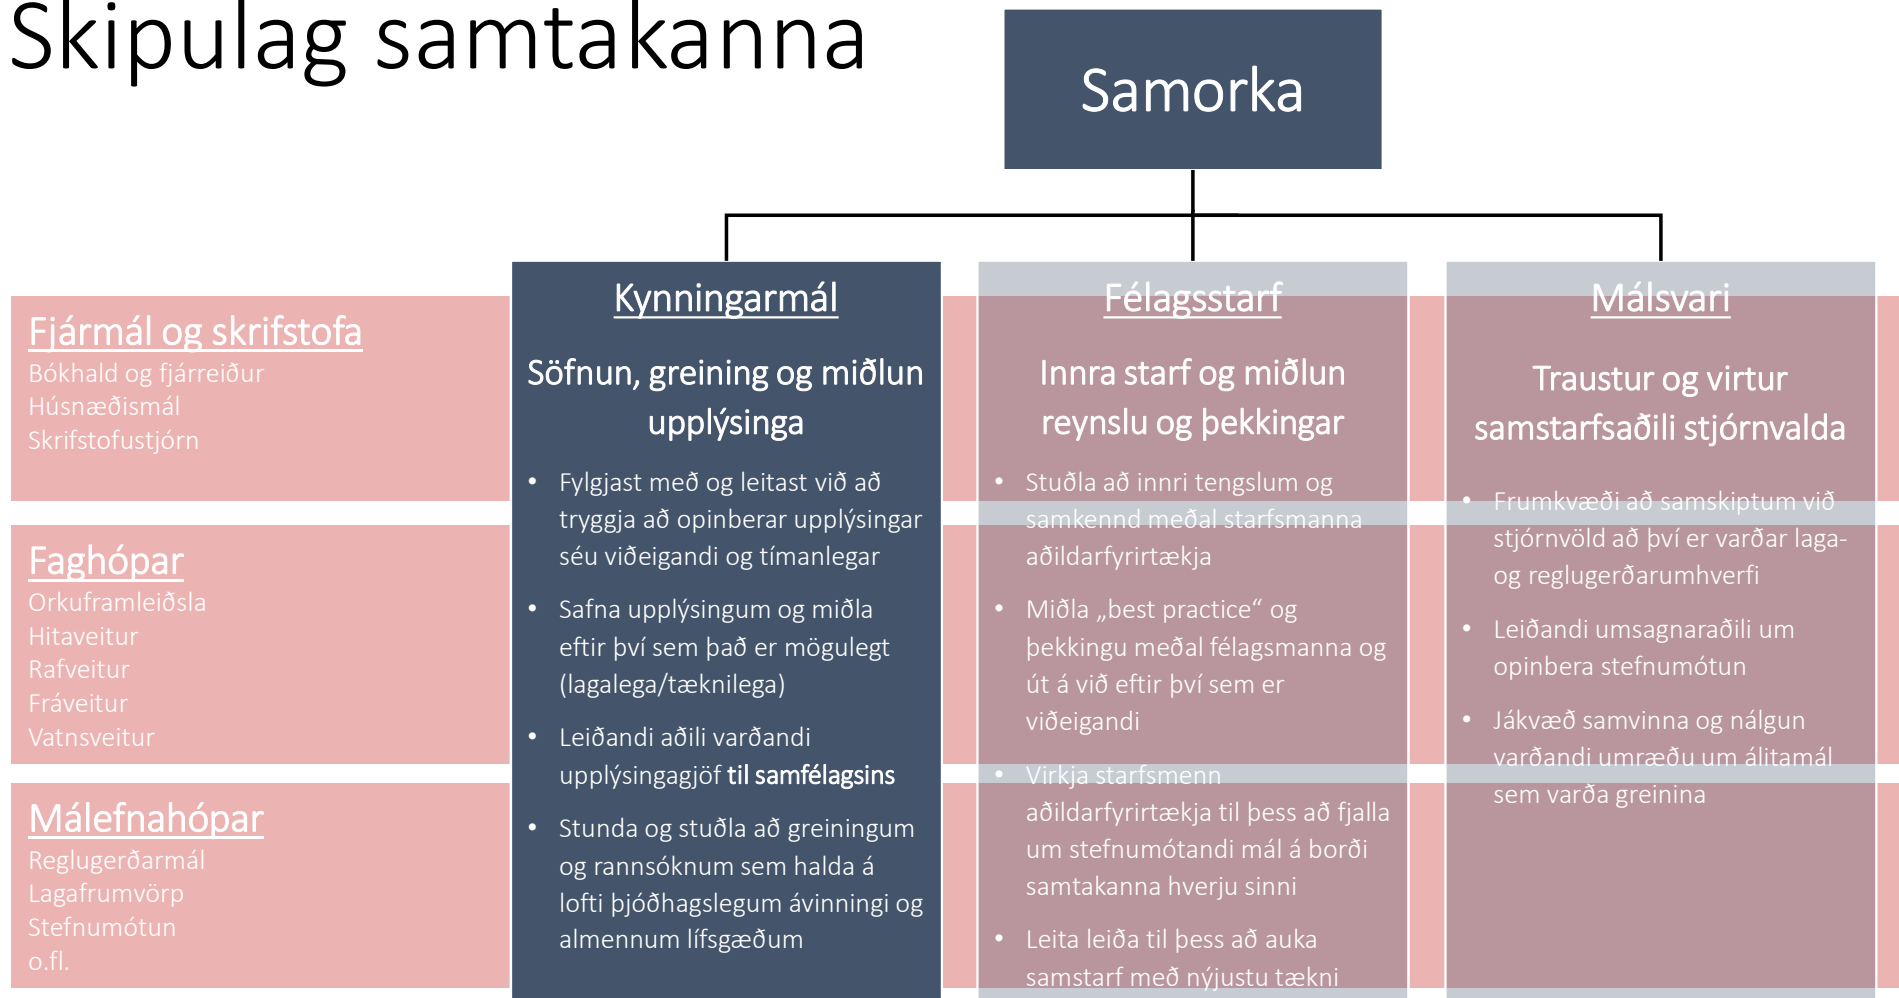 Skipulag samtakanna
Samorka
Fjármál og skrifstofa
Bókhald og fjárreiður
Húsnæðismál
Skrifstofustjórn
Faghópar
Orkuframleiðsla
Hitaveitur
Rafveitur
Fráveitur
Vatnsveitur
Málefnahópar
Reglugerðarmál
Lagafrumvörp
Stefnumótun
o.fl.
Kynningarmál
Söfnun, greining og miðlun
upplýsinga
• Fylgjast með og leitast við að
tryggja að opinberar upplýsingar
séu viðeigandi og tímanlegar
• Safna upplýsingum og miðla
eftir því sem það er mögulegt
(lagalega/tæknilega)
• Leiðandi aðili varðandi
upplýsingagjöf til samfélagsins
• Stunda og stuðla að greiningum
og rannsóknum sem halda á
lofti þjóðhagslegum ávinningi og
almennum lífsgæðum
Félagsstarf
Innra starf og miðlun
reynslu og þekkingar
• Stuðla að innri tengslum og
samkennd meðal starfsmanna
aðildarfyrirtækja
• Miðla „best practice“ og
þekkingu meðal félagsmanna og
út á við eftir því sem er
viðeigandi
• Virkja starfsmenn
aðildarfyrirtækja til þess að fjalla
um stefnumótandi mál á borði
samtakanna hverju sinni
• Leita leiða til þess að auka
samstarf með nýjustu tækni
Málsvari
Traustur og virtur
samstarfsaðili stjórnvalda
• Frumkvæði að samskiptum við
stjórnvöld að því er varðar laga-
og reglugerðarumhverfi
• Leiðandi umsagnaraðili um
opinbera stefnumótun
• Jákvæð samvinna og nálgun
varðandi umræðu um álitamál
sem varða greinina